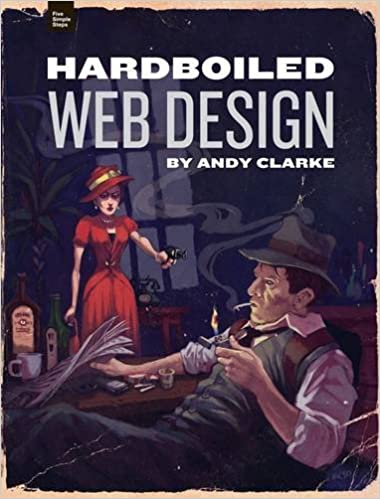 Five
Simple
Steps
HARDBOILED
WEB DESIGN
BY ANDY CLARKE